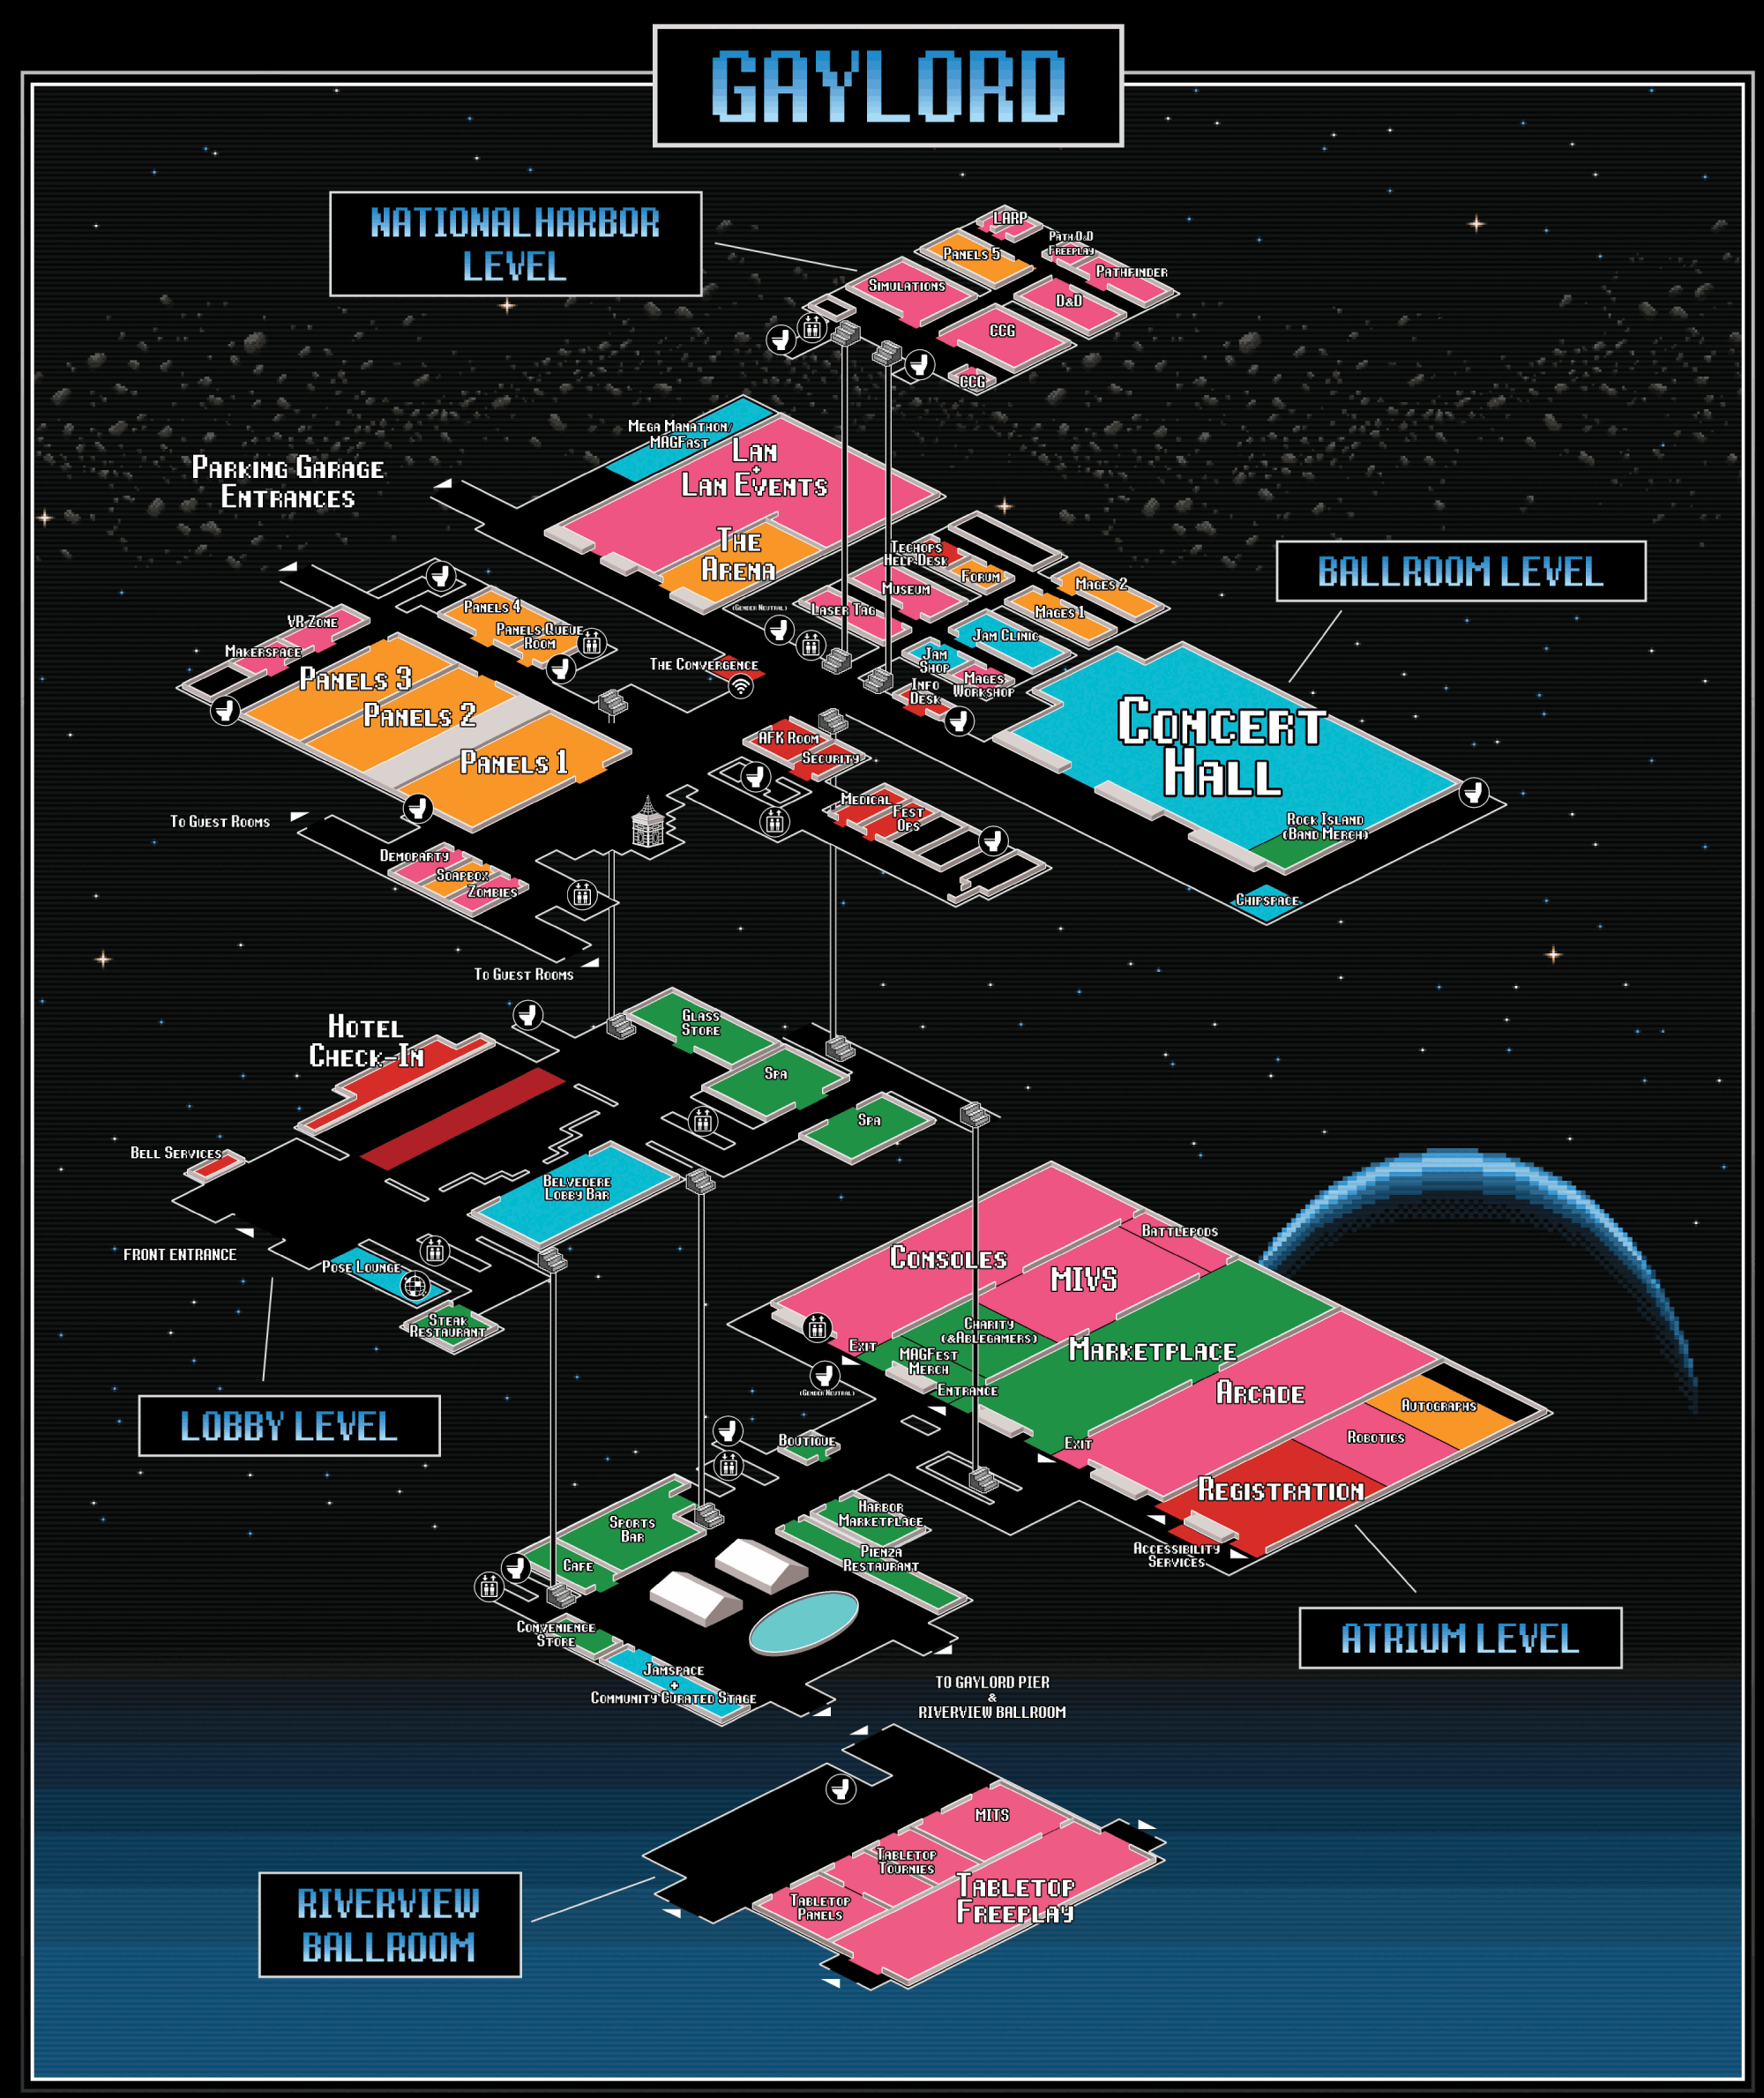 GAYLORD
NATIONAL HARBOR
LEVEL
LARP
Panels 5
Path D&D
Freeplay
Pathfinder
Simulations
D&D
CCG
CCG
Mega Manathon/
MAGFast
Lan
+
Lan Events
The
Arena
Parking Garage
Entrances
BALLROOM LEVEL
Techops
Help Desk
Forum
Mages 2
Museum
Mages 1
(Gender Neutral)
Laser Tag
Jam Clinic
Jam
Shop
Mages
Workshop
Info
Desk
VR Zone
Makerspace
Panels 4
Panels Queue
Room
The Convergence
Panels 3
Panels 2
Panels 1
AFK Room
Security
Medical
Fest
Ops
Concert
Hall
Rock Island
(Band Merch)
Chipspace
To Guest Rooms
Demoparty
Soapbox
Zombies
To Guest Rooms
Hotel
Check-In
Glass
Store
Spa
Spa
Bell Services
Belvedere
Lobby Bar
FRONT ENTRANCE
Pose Lounge
Steak
Restaurant
LOBBY LEVEL
Consoles
Battlepods
MIVS
Charity
(&Ablegamers)
Exit
MAGFest
Merch
Marketplace
Entrance
(Gender Neutral)
Arcade
Autographs
Robotics
Exit
Registration
Accessibility
Services
Boutique
Sports
Bar
Cafe
Harbor
Marketplace
Pienza
Restaurant
Convenience
Store
Jamspace
+
Community Curated Stage
ATRIUM LEVEL
TO GAYLORD PIER
&
RIVERVIEW BALLROOM
MITS
Tabletop
Tournies
Tabletop
Freeplay
Tabletop
Panels
RIVERVIEW
BALLROOM